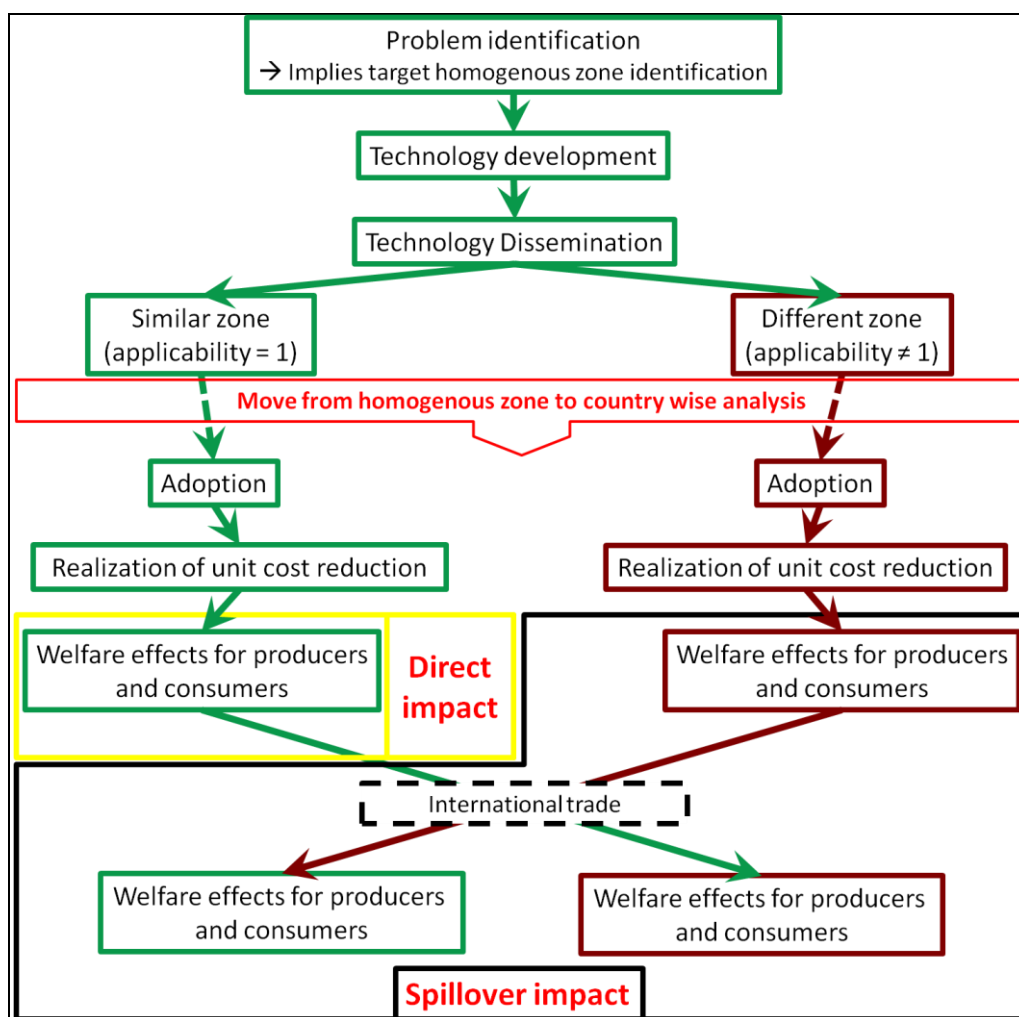 Problem identification
→ Implies target homogenous zone identification
Technology development
Technology Dissemination
Similar zone
(applicability = 1)
Different zone
(applicability ≠ 1)
Move from homogenous zone to country wise analysis
Adoption
Adoption
Realization of unit cost reduction
Realization of unit cost reduction
Welfare effects for producers
and consumers
Direct
impact
Welfare effects for producers
and consumers
International trade
Welfare effects for producers
and consumers
Welfare effects for producers
and consumers
Spillover impact